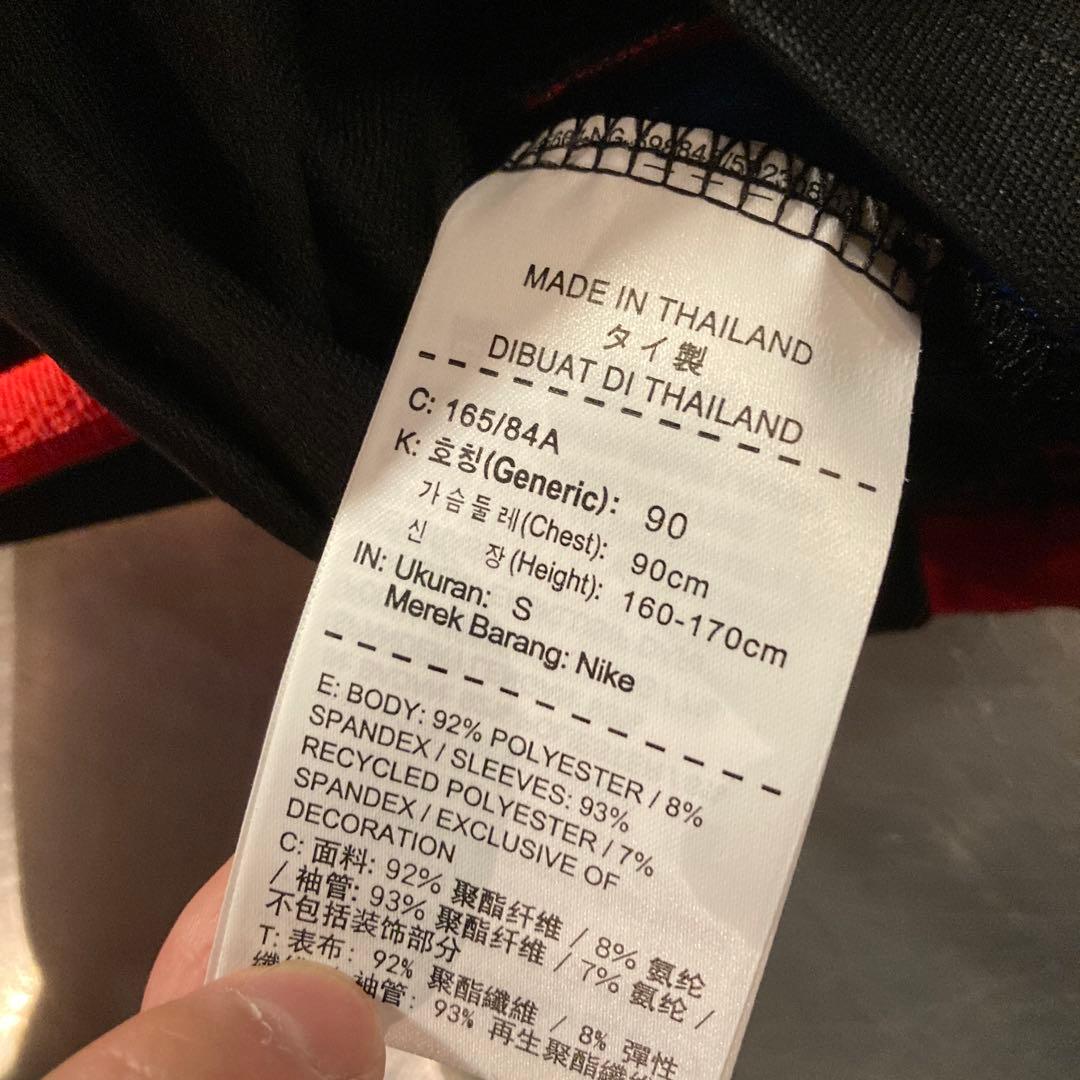 MADE IN THAILAND
タイ製
DIBUAT DI THAILAND
C: 165/84A
K: 호칭(Generic): 90
가슴둘레(Chest): 90cm
신 장(Height): 160-170cm
IN: Ukuran: S
Merek Barang: Nike
E: BODY: 92% POLYESTER / 8%
SPANDEX / SLEEVES: 93%
RECYCLED POLYESTER / 7%
SPANDEX / EXCLUSIVE OF
DECORATION
C: 面料: 92% 聚酯纤维 / 8% 氨纶
/ 袖管: 93% 聚酯纤维 / 7% 氨纶 /
不包括装饰部分
T: 表布: 92% 聚酯纖維 / 8% 彈性
袖管: 93% 再生聚酯纖維